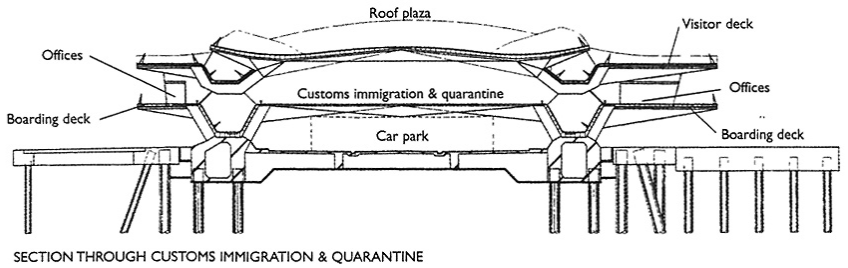 Roof plaza
Visitor deck
Offices
Offices
Customs immigration & quarantine
Boarding deck
Car park
Boarding deck
SECTION THROUGH CUSTOMS IMMIGRATION & QUARANTINE